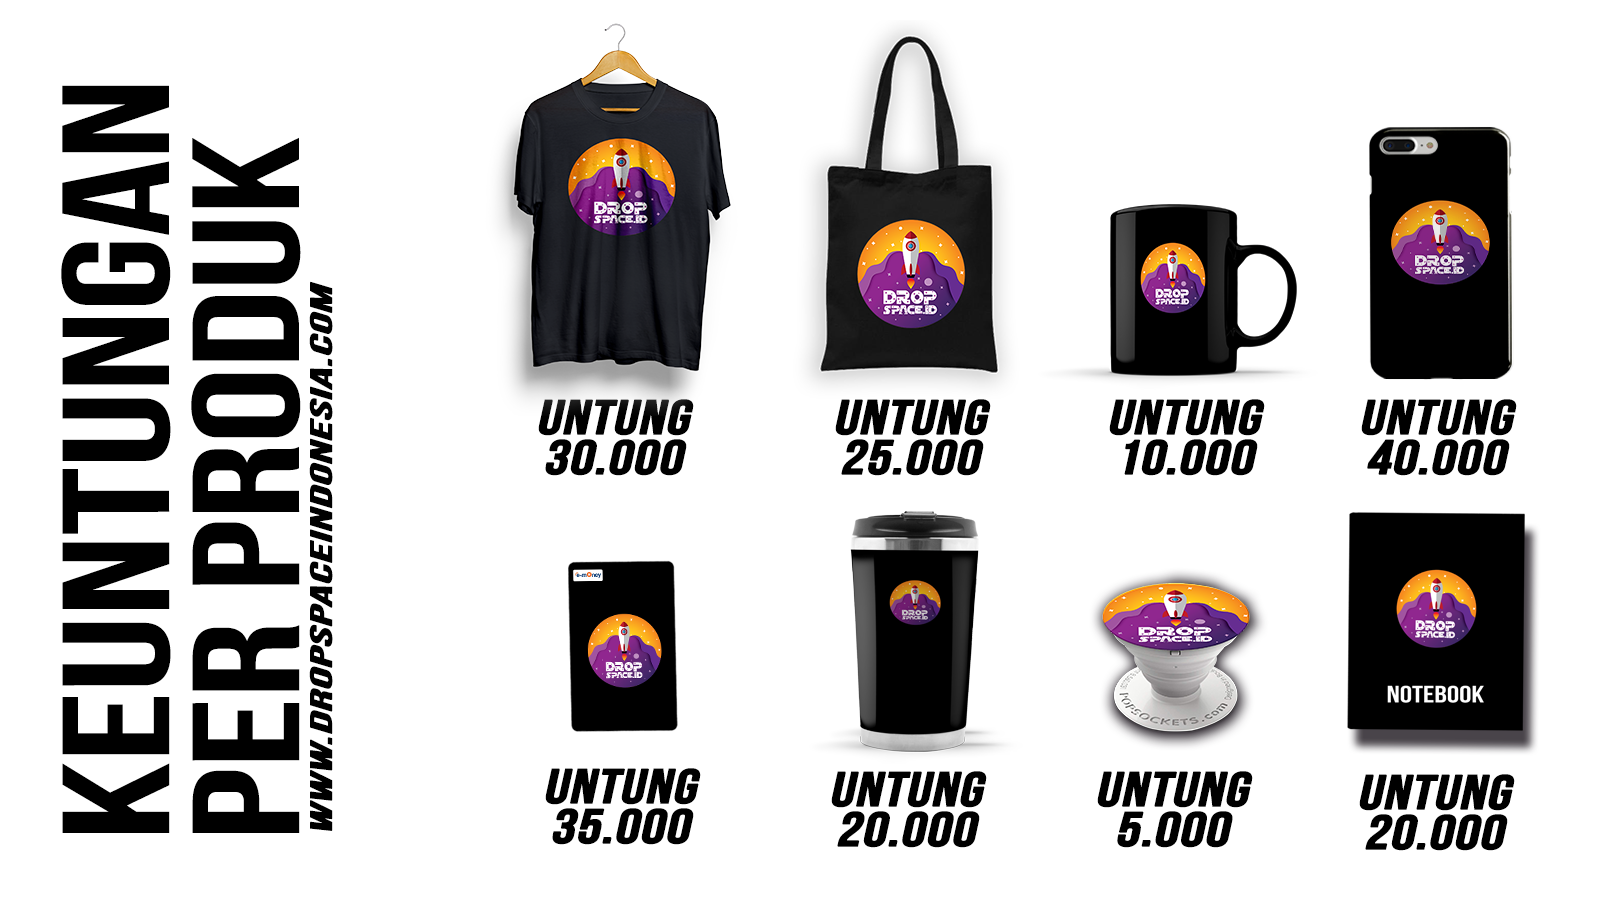 KEUNTUNGAN
PER PRODUK
WWW.DROPSPACEINDONESIA.COM
DROP
SPACE.ID
UNTUNG
30.000
DROP
SPACE.ID
UNTUNG
25.000
DROP
SPACE.ID
UNTUNG
10.000
DROP
SPACE.ID
UNTUNG
40.000
e-money
DROP
SPACE.ID
UNTUNG
35.000
DROP
SPACE.ID
UNTUNG
20.000
DROP
SPACE.ID
POPSOCKETS.com
UNTUNG
5.000
DROP
SPACE.ID
NOTEBOOK
UNTUNG
20.000